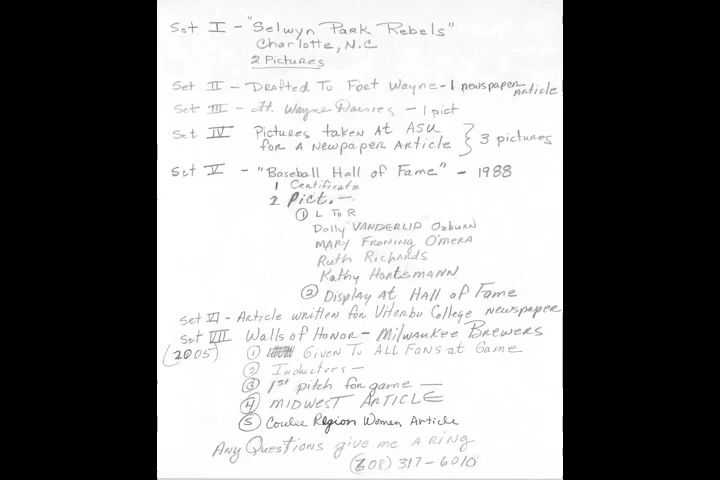 Set I - "Selwyn Park Rebels"
Charlotte, N.C
2 Pictures
Set II - Drafted To Fort Wayne - 1 newspaper Article
Set III - Ft. Wayne Daisies - 1 pict
Set IV Pictures taken at ASU
for a Newpaper Article } 3 pictures
Set V - "Baseball Hall of Fame" - 1988
1 Certificate
2 Pict. -
① L To R
Dolly VANDERLIP Ozburn
MARY Froning O'MERA
Ruth Richards
Kathy Hortsmann
② Display at Hall of Fame
Set VI - Article written for Viterbo College newspaper
Set VII Walls of Honor - Milwaukee Brewers
(2005) ① Given To ALL Fans at Game
② Inductees -
③ 1st pitch for game -
④ MIDWEST ARTICLE
⑤ Coulee Region Women Article
Any Questions give me a ring
(608) 317-6010